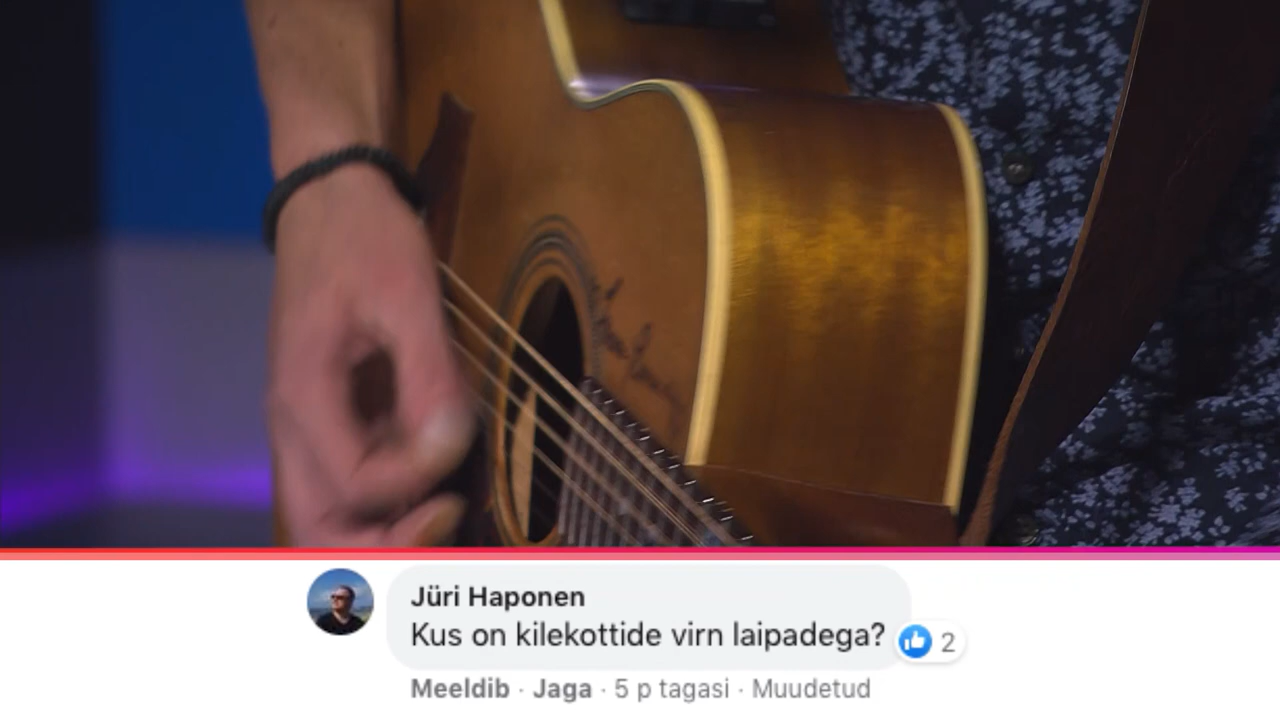 Jüri Haponen
Kus on kilekottide virn laipadega?
2
Meeldib · Jaga · 5 p tagasi · Muudetud